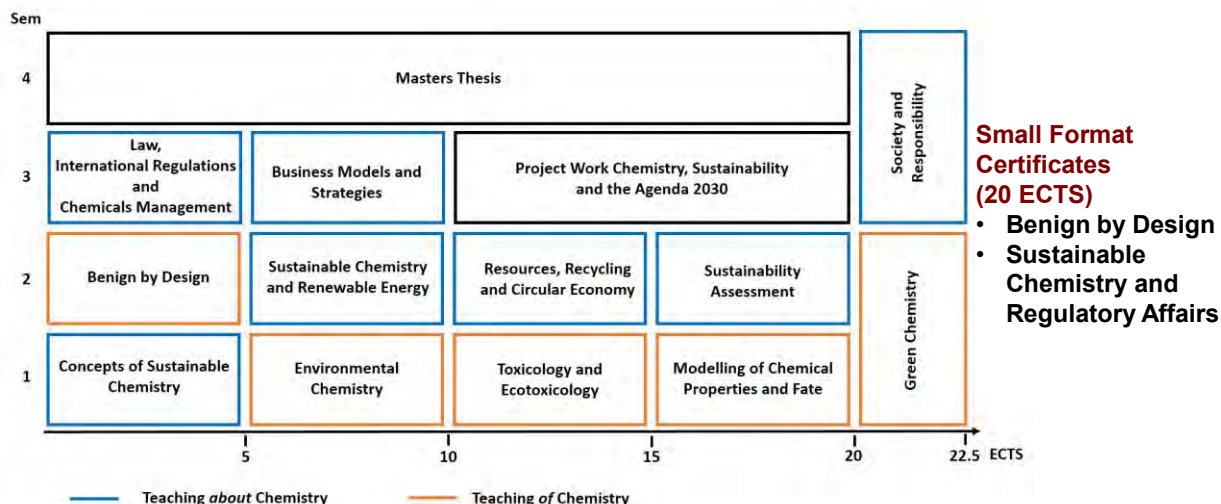 Sem
4
Masters Thesis
Society and
Responsibility
3
Law,
International Regulations
and
Chemicals Management
Business Models and
Strategies
Project Work Chemistry, Sustainability
and the Agenda 2030
2
Benign by Design
Sustainable Chemistry
and Renewable Energy
Resources, Recycling
and Circular Economy
Sustainability
Assessment
Green Chemistry
1
Concepts of Sustainable
Chemistry
Environmental
Chemistry
Toxicology and
Ecotoxicology
Modelling of Chemical
Properties and Fate
5
10
15
20
22.5
ECTS
Teaching about Chemistry
Teaching of Chemistry
Small Format
Certificates
(20 ECTS)
• Benign by Design
• Sustainable
Chemistry and
Regulatory Affairs